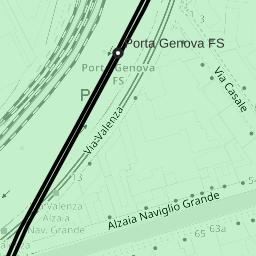 Porta Genova FS
Porta Genova
FS
P
Via Casale
Via Valenza
13
Via Valenza
Alzaia
Nav. Grande
Alzaia Naviglio Grande
65
63a